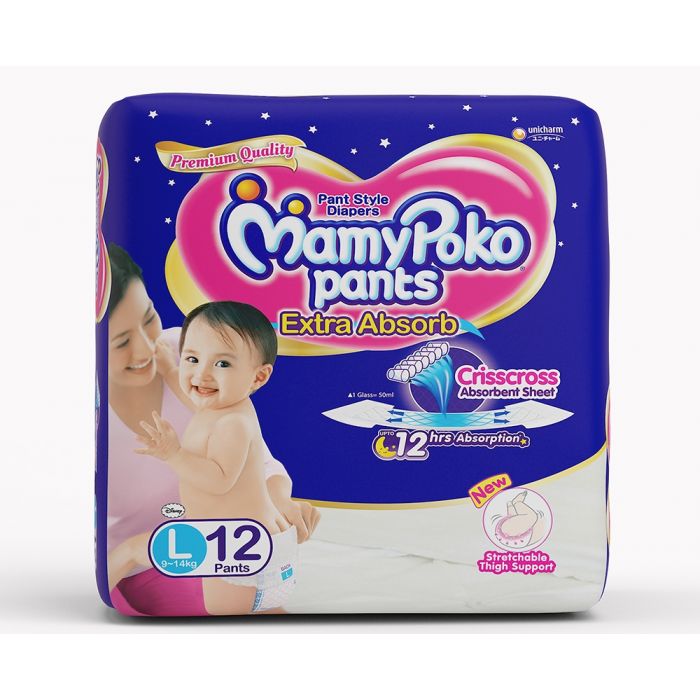 unicharm
ユニ・チャーム
Premium Quality
Pant Style
Diapers
MamyPoko
pants
Extra Absorb
Crisscross
Absorbent Sheet
▲1 Glass= 50ml
UPTO
12 hrs Absorption
New
Stretchable
Thigh Support
Disney
L
9~14kg
12
Pants
BACK
L